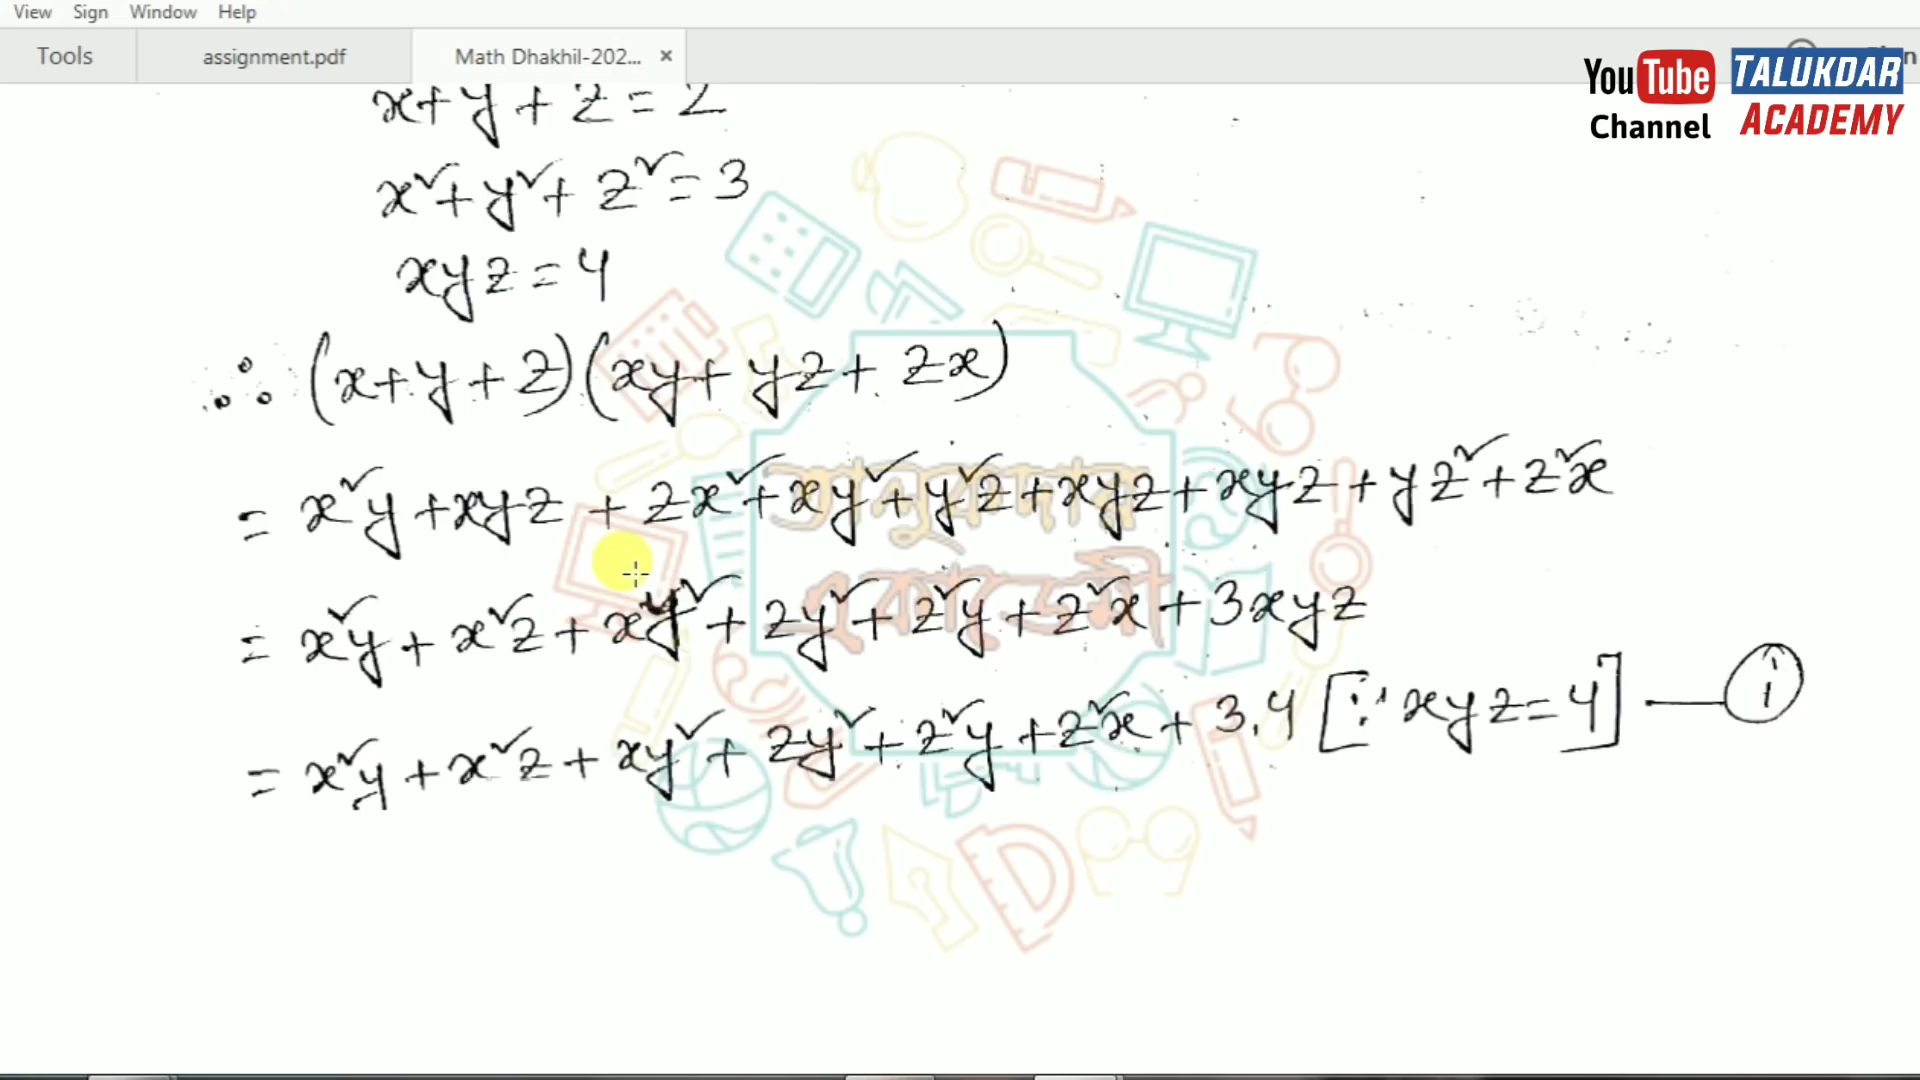 View Sign Window Help
Tools assignment.pdf Math Dhakhil-202... ×
YouTube TALUKDAR
Channel ACADEMY
x+y+z=2
x²+y²+z²=3
xyz=4
∴ (x+y+z)(xy+yz+zx)
= x²y+xyz+zx²+xy²+y²z+xyz+xyz+yz²+z²x
= x²y+x²z+xy²+zy²+z²y+z²x+3xyz
= x²y+x²z+xy²+zy²+z²y+z²x+3.4 [∵ xyz=4] — i
তালুকদার
একাডেমী